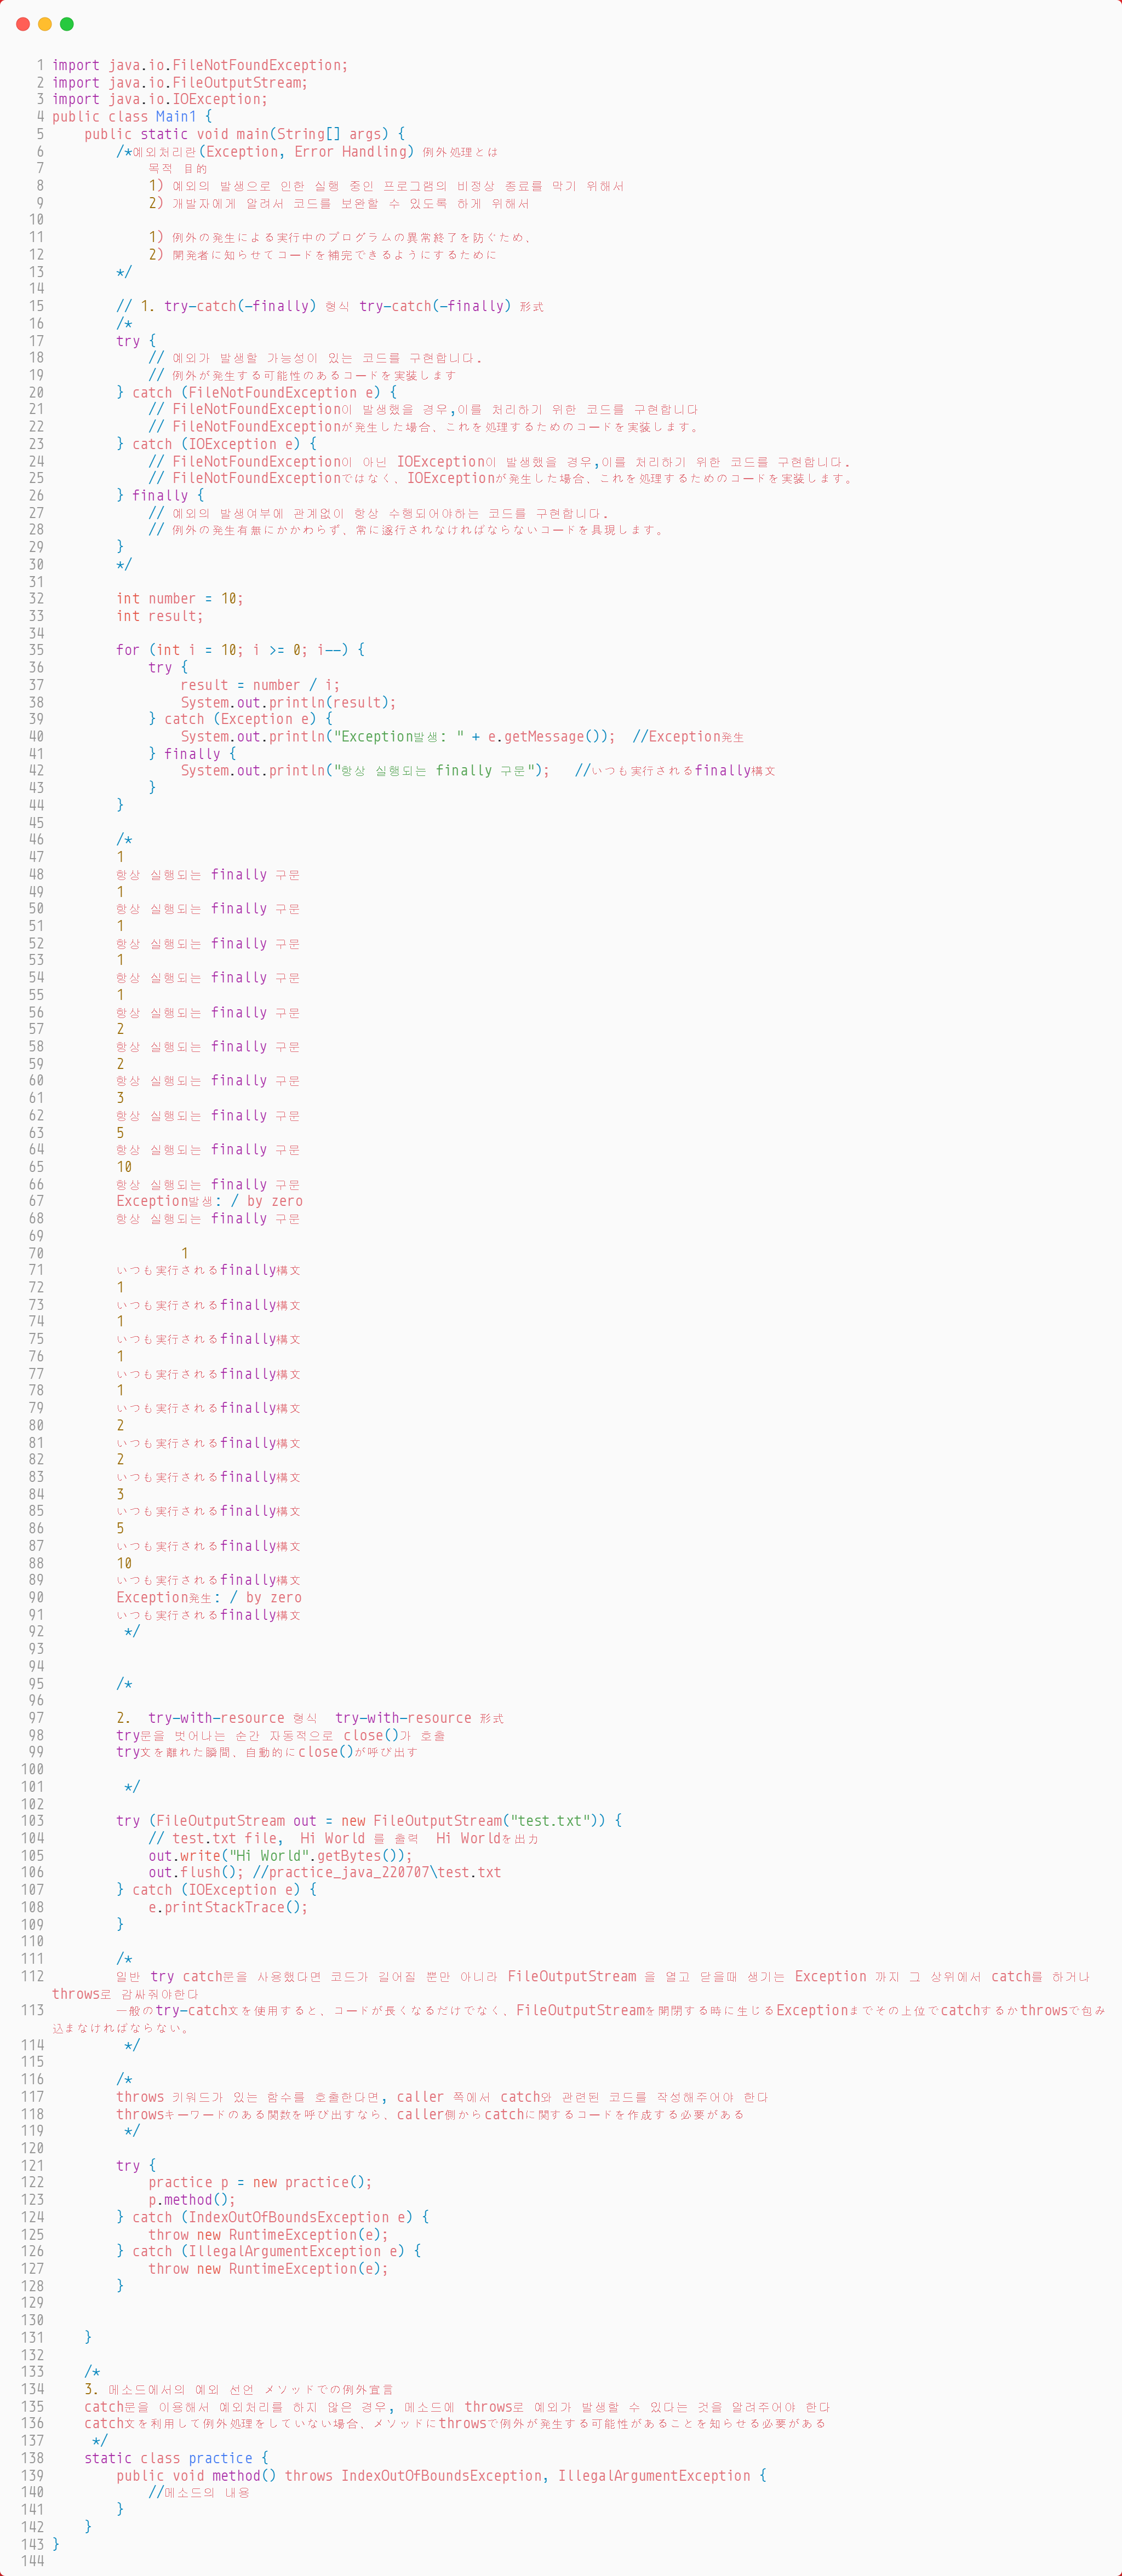 1 import java.io.FileNotFoundException;
2 import java.io.FileOutputStream;
3 import java.io.IOException;
4 public class Main1 {
5     public static void main(String[] args) {
6         /*예외처리란(Exception, Error Handling) 例外処理とは
7             목적 目的
8             1) 예외의 발생으로 인한 실행 중인 프로그램의 비정상 종료를 막기 위해서
9             2) 개발자에게 알려서 코드를 보완할 수 있도록 하게 위해서
10
11             1) 例外の発生による実行中のプログラムの異常終了を防ぐため、
12             2) 開発者に知らせてコードを補完できるようにするために
13         */
14
15         // 1. try-catch(-finally) 형식 try-catch(-finally) 形式
16         /*
17         try {
18             // 예외가 발생할 가능성이 있는 코드를 구현합니다.
19             // 例外が発生する可能性のあるコードを実装します
20         } catch (FileNotFoundException e) {
21             // FileNotFoundException이 발생했을 경우,이를 처리하기 위한 코드를 구현합니다
22             // FileNotFoundExceptionが発生した場合、これを処理するためのコードを実装します。
23         } catch (IOException e) {
24             // FileNotFoundException이 아닌 IOException이 발생했을 경우,이를 처리하기 위한 코드를 구현합니다.
25             // FileNotFoundExceptionではなく、IOExceptionが発生した場合、これを処理するためのコードを実装します。
26         } finally {
27             // 예외의 발생여부에 관계없이 항상 수행되어야하는 코드를 구현합니다.
28             // 例外の発生有無にかかわらず、常に遂行されなければならないコードを具現します。
29         }
30         */
31
32         int number = 10;
33         int result;
34
35         for (int i = 10; i >= 0; i--) {
36             try {
37                 result = number / i;
38                 System.out.println(result);
39             } catch (Exception e) {
40                 System.out.println("Exception발생: " + e.getMessage());  //Exception発生
41             } finally {
42                 System.out.println("항상 실행되는 finally 구문");   //いつも実行されるfinally構文
43             }
44         }
45
46         /*
47         1
48         항상 실행되는 finally 구문
49         1
50         항상 실행되는 finally 구문
51         1
52         항상 실행되는 finally 구문
53         1
54         항상 실행되는 finally 구문
55         1
56         항상 실행되는 finally 구문
57         2
58         항상 실행되는 finally 구문
59         2
60         항상 실행되는 finally 구문
61         3
62         항상 실행되는 finally 구문
63         5
64         항상 실행되는 finally 구문
65         10
66         항상 실행되는 finally 구문
67         Exception발생: / by zero
68         항상 실행되는 finally 구문
69
70                 1
71         いつも実行されるfinally構文
72         1
73         いつも実行されるfinally構文
74         1
75         いつも実行されるfinally構文
76         1
77         いつも実行されるfinally構文
78         1
79         いつも実行されるfinally構文
80         2
81         いつも実行されるfinally構文
82         2
83         いつも実行されるfinally構文
84         3
85         いつも実行されるfinally構文
86         5
87         いつも実行されるfinally構文
88         10
89         いつも実行されるfinally構文
90         Exception発生: / by zero
91         いつも実行されるfinally構文
92          */
93
94
95         /*
96
97         2.  try-with-resource 형식  try-with-resource 形式
98         try문을 벗어나는 순간 자동적으로 close()가 호출
99         try文を離れた瞬間、自動的にclose()が呼び出す
100
101          */
102
103         try (FileOutputStream out = new FileOutputStream("test.txt")) {
104             // test.txt file,  Hi World 를 출력  Hi Worldを出力
105             out.write("Hi World".getBytes());
106             out.flush(); //practice_java_220707\test.txt
107         } catch (IOException e) {
108             e.printStackTrace();
109         }
110
111         /*
112         일반 try catch문을 사용했다면 코드가 길어질 뿐만 아니라 FileOutputStream 을 열고 닫을때 생기는 Exception 까지 그 상위에서 catch를 하거나
throws로 감싸줘야한다
113         一般のtry-catch文を使用すると、コードが長くなるだけでなく、FileOutputStreamを開閉する時に生じるExceptionまでその上位でcatchするかthrowsで包み
込まなければならない。
114          */
115
116         /*
117         throws 키워드가 있는 함수를 호출한다면, caller 쪽에서 catch와 관련된 코드를 작성해주어야 한다
118         throwsキーワードのある関数を呼び出すなら、caller側からcatchに関するコードを作成する必要がある
119          */
120
121         try {
122             practice p = new practice();
123             p.method();
124         } catch (IndexOutOfBoundsException e) {
125             throw new RuntimeException(e);
126         } catch (IllegalArgumentException e) {
127             throw new RuntimeException(e);
128         }
129
130
131     }
132
133     /*
134     3. 메소드에서의 예외 선언 メソッドでの例外宣言
135     catch문을 이용해서 예외처리를 하지 않은 경우, 메소드에 throws로 예외가 발생할 수 있다는 것을 알려주어야 한다
136     catch文を利用して例外処理をしていない場合、メソッドにthrowsで例外が発生する可能性があることを知らせる必要がある
137      */
138     static class practice {
139         public void method() throws IndexOutOfBoundsException, IllegalArgumentException {
140             //메소드의 내용
141         }
142     }
143 }
144